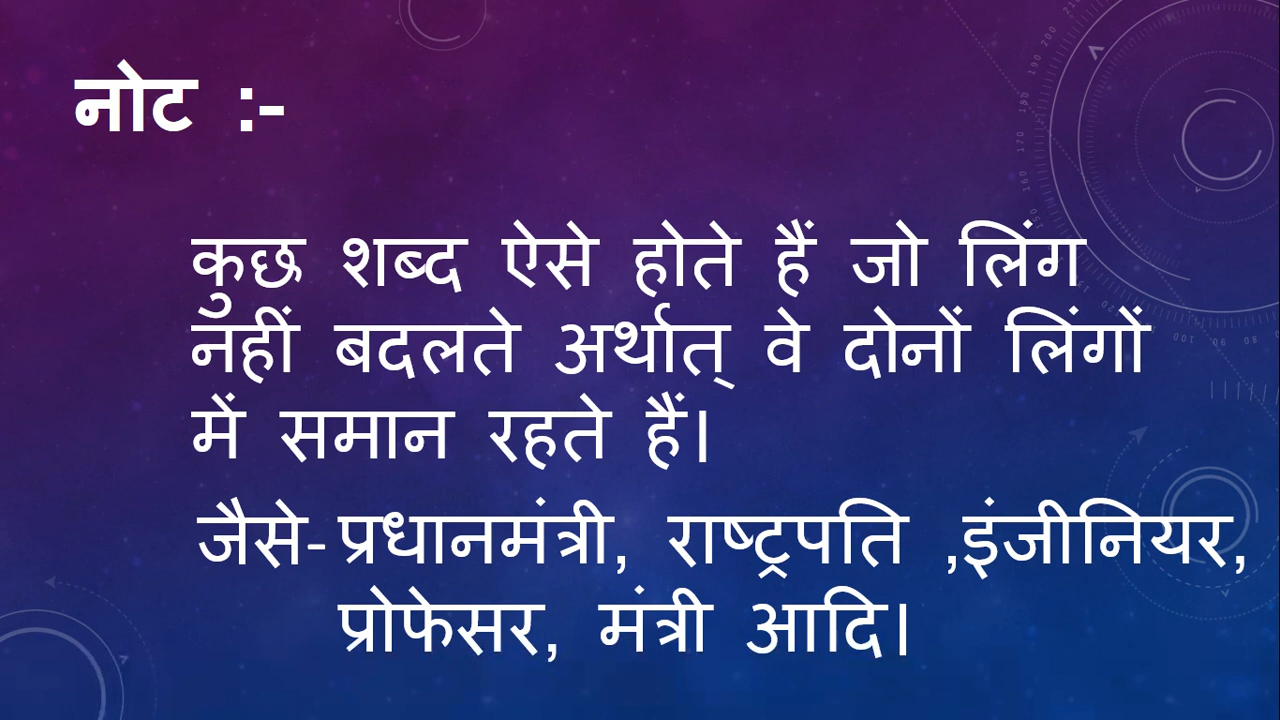 नोट :-
कुछ शब्द ऐसे होते हैं जो लिंग
नहीं बदलते अर्थात् वे दोनों लिंगों
में समान रहते हैं।
जैसे- प्रधानमंत्री, राष्ट्रपति ,इंजीनियर,
प्रोफेसर, मंत्री आदि।